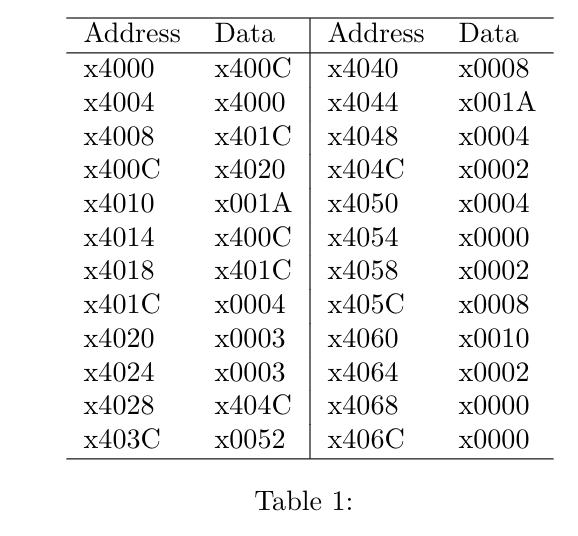 Address Data Address Data
x4000 x400C x4040 x0008
x4004 x4000 x4044 x001A
x4008 x401C x4048 x0004
x400C x4020 x404C x0002
x4010 x001A x4050 x0004
x4014 x400C x4054 x0000
x4018 x401C x4058 x0002
x401C x0004 x405C x0008
x4020 x0003 x4060 x0010
x4024 x0003 x4064 x0002
x4028 x404C x4068 x0000
x403C x0052 x406C x0000
Table 1: